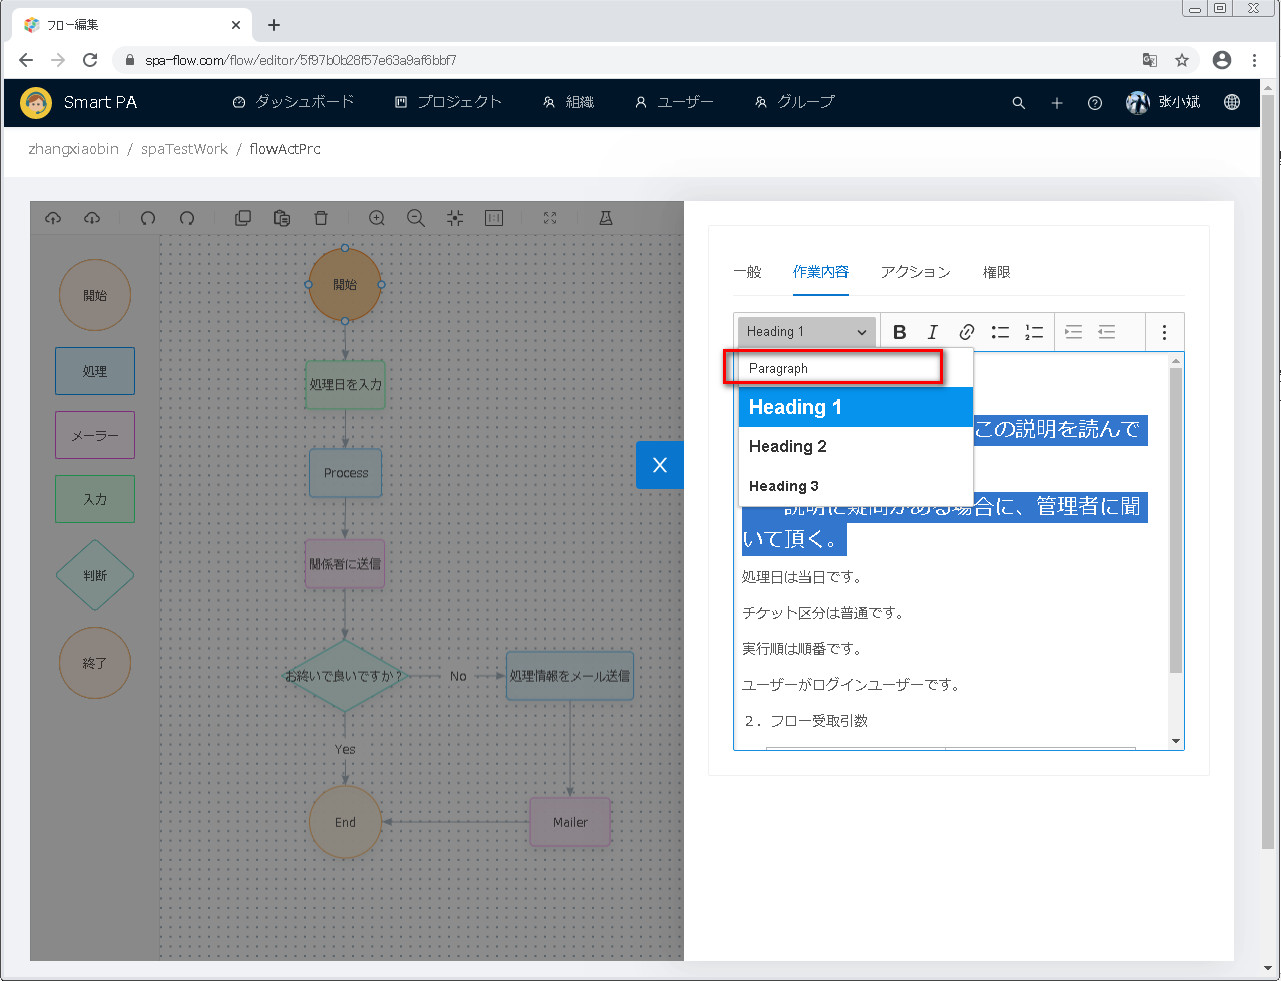 フロー編集
spa-flow.com/flow/editor/5f97b0b28f57e63a9af6bbf7
Smart PA
ダッシュボード
プロジェクト
組織
ユーザー
グループ
张小斌
zhangxiaobin / spaTestWork / flowActPrc
開始
処理
メーラー
入力
判断
終了
開始
処理日を入力
Process
関係者に送信
お終いで良いですか？
No
処理情報をメール送信
Yes
End
Mailer
X
一般
作業内容
アクション
権限
Heading 1
B I
Paragraph
Heading 1
Heading 2
Heading 3
この説明を読んで
説明に疑問がある場合に、管理者に聞
いて頂く。
処理日は当日です。
チケット区分は普通です。
実行順は順番です。
ユーザーがログインユーザーです。
２．フロー受取引数